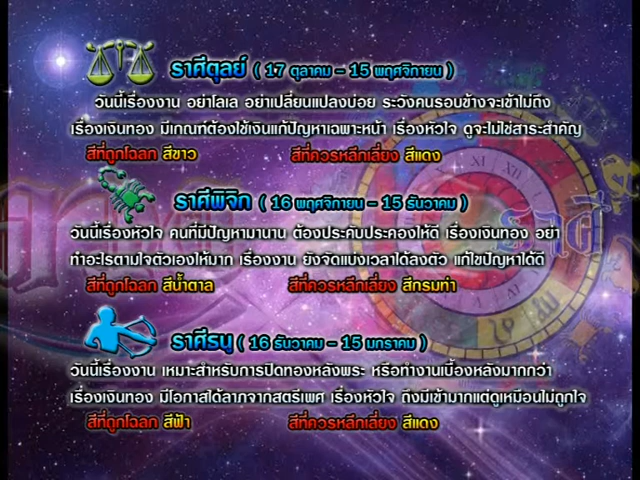 ราศีตุลย์ ( 17 ตุลาคม – 15 พฤศจิกายน )
วันนี้เรื่องงาน อย่าโลเล อย่าเปลี่ยนแปลงบ่อย ระวังคนรอบข้างจะเข้าไม่ถึง
เรื่องเงินทอง มีเกณฑ์ต้องใช้เงินแก้ปัญหาเฉพาะหน้า เรื่องหัวใจ ดูจะไม่ใช่สาระสำคัญ
สีที่ถูกโฉลก สีขาว สีที่ควรหลีกเลี่ยง สีแดง
ราศีพิจิก ( 16 พฤศจิกายน – 15 ธันวาคม )
วันนี้เรื่องหัวใจ คนที่มีปัญหามานาน ต้องประคับประคองให้ดี เรื่องเงินทอง อย่า
ทำอะไรตามใจตัวเองให้มาก เรื่องงาน ยังจัดแบ่งเวลาได้ลงตัว แก้ไขปัญหาได้ดี
สีที่ถูกโฉลก สีน้ำตาล สีที่ควรหลีกเลี่ยง สีกรมท่า
ราศีธนู ( 16 ธันวาคม – 15 มกราคม )
วันนี้เรื่องงาน เหมาะสำหรับการปิดทองหลังพระ หรือทำงานเบื้องหลังมากกว่า
เรื่องเงินทอง มีโอกาสได้ลาภจากสตรีเพศ เรื่องหัวใจ ถึงมีเข้ามากแต่ดูเหมือนไม่ถูกใจ
สีที่ถูกโฉลก สีฟ้า สีที่ควรหลีกเลี่ยง สีแดง